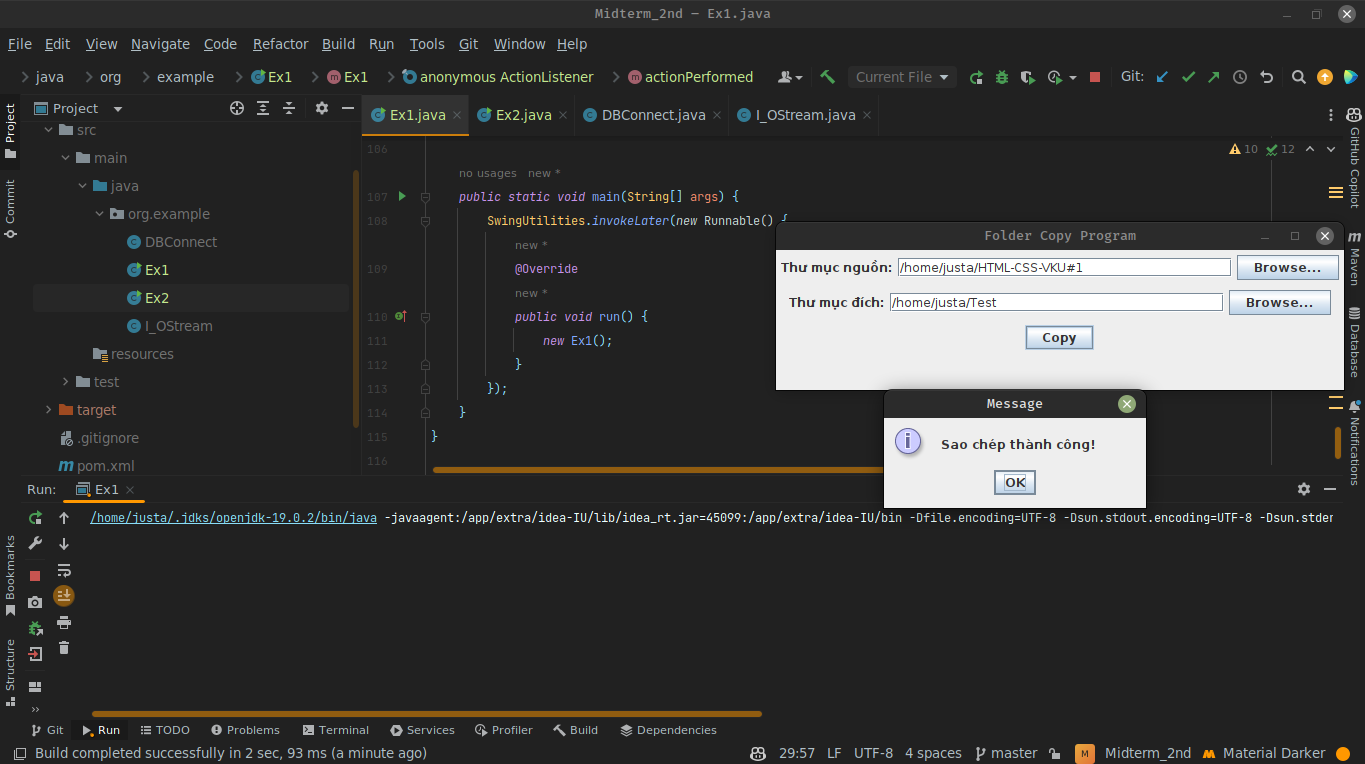 Midterm_2nd – Ex1.java
File Edit View Navigate Code Refactor Build Run Tools Git Window Help
java org example Ex1 Ex1 anonymous ActionListener actionPerformed Current File Git:
Project
Commit
Bookmarks
Structure
Project
src
main
java
org.example
DBConnect
Ex1
Ex2
I_OStream
resources
test
target
.gitignore
pom.xml
Ex1.java Ex2.java DBConnect.java I_OStream.java
10 12
106
no usages new *
107 public static void main(String[] args) {
108 SwingUtilities.invokeLater(new Runnable() {
new *
109 @Override
new *
110 public void run() {
111 new Ex1();
112 }
113 });
114 }
115 }
116
Folder Copy Program
Thư mục nguồn: /home/justa/HTML-CSS-VKU#1 Browse...
Thư mục đích: /home/justa/Test Browse...
Copy
Message
Sao chép thành công!
OK
GitHub Copilot
Maven
Database
Notifications
Run: Ex1
/home/justa/.jdks/openjdk-19.0.2/bin/java -javaagent:/app/extra/idea-IU/lib/idea_rt.jar=45099:/app/extra/idea-IU/bin -Dfile.encoding=UTF-8 -Dsun.stdout.encoding=UTF-8 -Dsun.stder
Git Run TODO Problems Terminal Services Profiler Build Dependencies
Build completed successfully in 2 sec, 93 ms (a minute ago) 29:57 LF UTF-8 4 spaces master M Midterm_2nd Material Darker